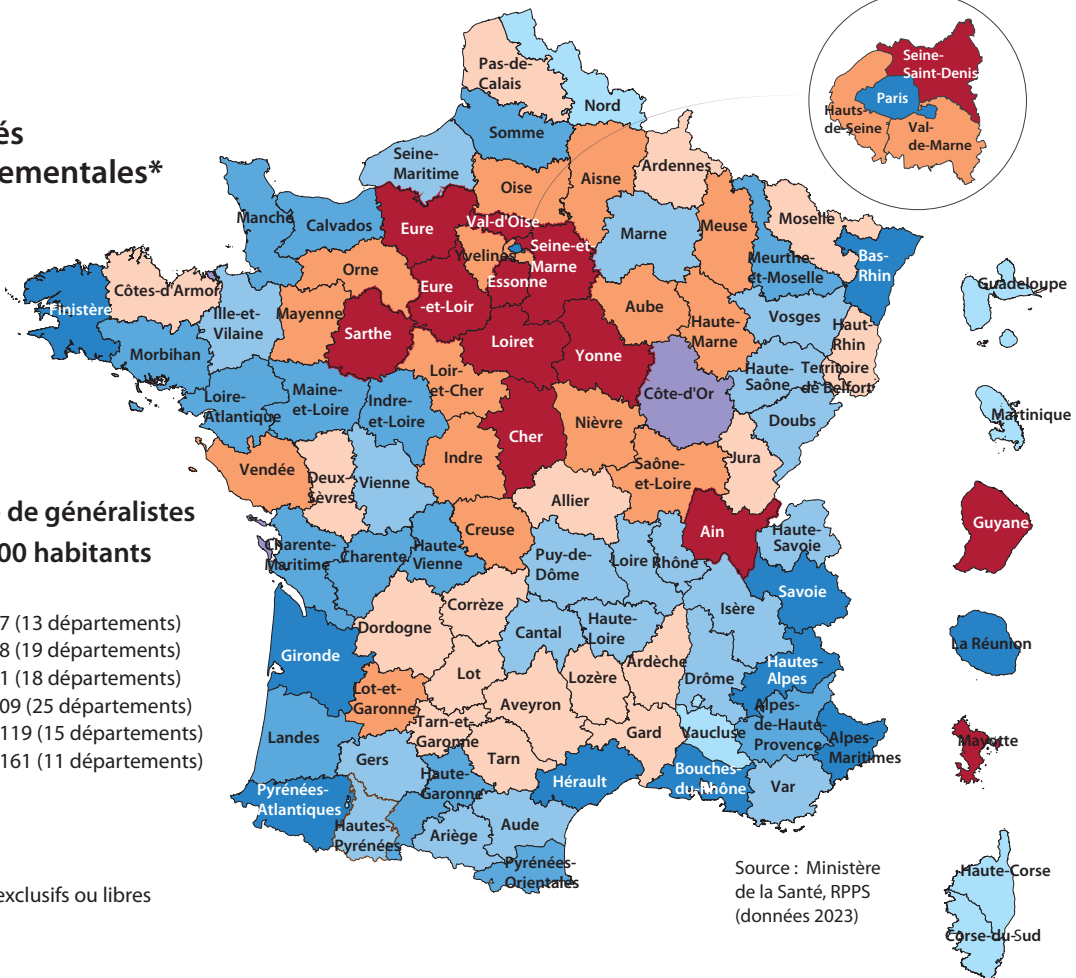 és
ementales*
de généralistes
00 habitants
7 (13 départements)
8 (19 départements)
1 (18 départements)
09 (25 départements)
119 (15 départements)
161 (11 départements)
exclusifs ou libres
Pas-de-
Calais
Nord
Somme
Seine-
Maritime
Oise
Aisne
Ardennes
Seine-
Saint-Denis
Paris
Hauts-
de-Seine
Val-
de-Marne
Manche
Calvados
Eure
Val-d'Oise
Yvelines
Seine-et-
Marne
Essonne
Marne
Meuse
Moselle
Meurthe-
et-Moselle
Bas-
Rhin
Finistère
Côtes-d'Armor
Ille-et-
Vilaine
Morbihan
Orne
Mayenne
Sarthe
Eure
-et-Loir
Loiret
Yonne
Aube
Haute-
Marne
Vosges
Haut-
Rhin
Haute-
Saône
Territoire
de Belfort
Loire-
Atlantique
Maine-
et-Loire
Indre-
et-Loire
Loir-
et-Cher
Cher
Nièvre
Côte-d'Or
Doubs
Vendée
Deux-
Sèvres
Vienne
Indre
Saône-
et-Loire
Jura
Charente-
Maritime
Charente
Haute-
Vienne
Creuse
Allier
Puy-de-
Dôme
Loire
Rhône
Ain
Haute-
Savoie
Savoie
Isère
Gironde
Dordogne
Corrèze
Cantal
Haute-
Loire
Ardèche
Drôme
Hautes-
Alpes
Lot-et-
Garonne
Lot
Aveyron
Lozère
Gard
Vaucluse
Alpes-
de-Haute-
Provence
Alpes-
Maritimes
Landes
Gers
Tarn-et-
Garonne
Tarn
Haute-
Garonne
Hérault
Bouches-
du-Rhône
Var
Pyrénées-
Atlantiques
Hautes-
Pyrénées
Ariège
Aude
Pyrénées-
Orientales
Guadeloupe
Martinique
Guyane
La Réunion
Mayotte
Haute-Corse
Corse-du-Sud
Source : Ministère
de la Santé, RPPS
(données 2023)